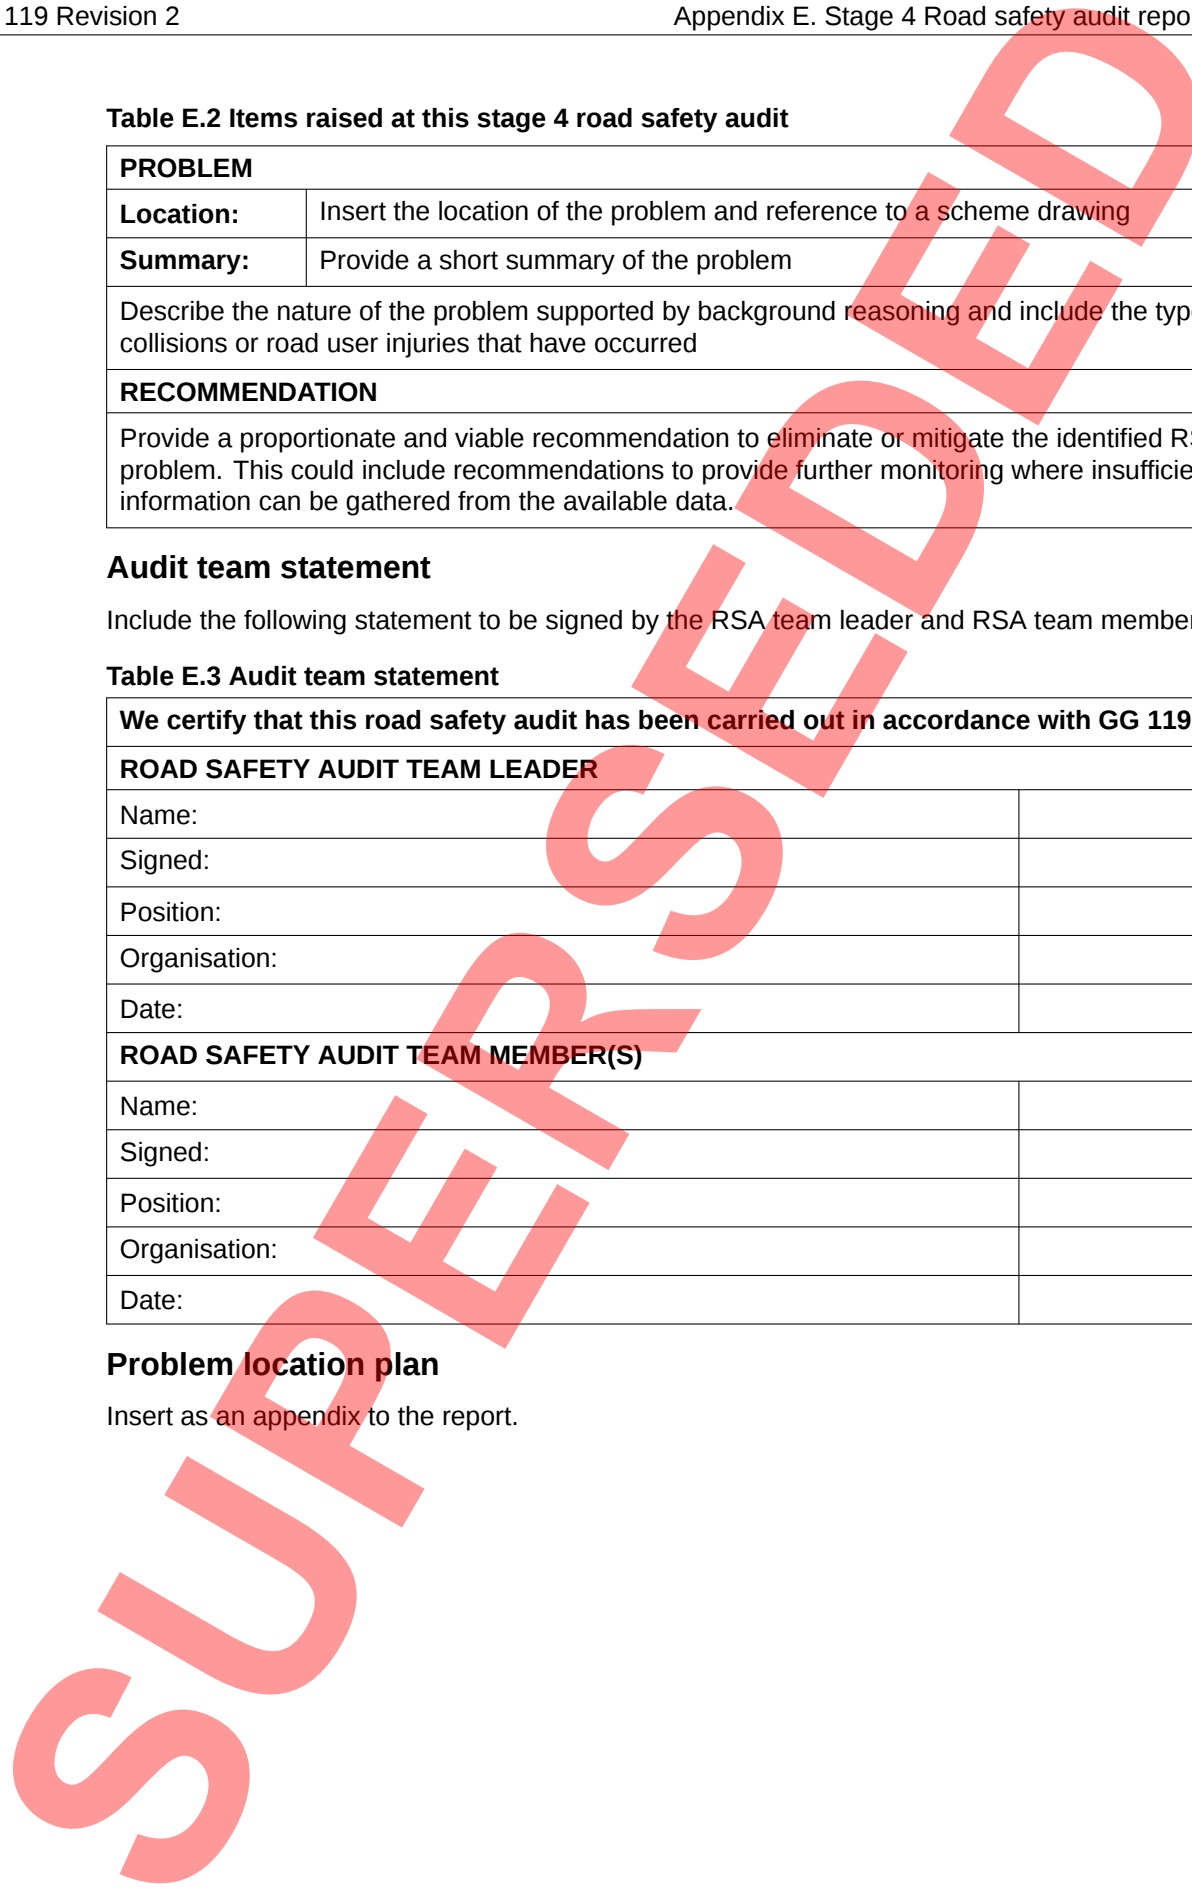 119 Revision 2 Appendix E. Stage 4 Road safety audit repo
Table E.2 Items raised at this stage 4 road safety audit
PROBLEM
Location: Insert the location of the problem and reference to a scheme drawing
Summary: Provide a short summary of the problem
Describe the nature of the problem supported by background reasoning and include the typ
collisions or road user injuries that have occurred
RECOMMENDATION
Provide a proportionate and viable recommendation to eliminate or mitigate the identified RS
problem. This could include recommendations to provide further monitoring where insufficie
information can be gathered from the available data.
Audit team statement
Include the following statement to be signed by the RSA team leader and RSA team member
Table E.3 Audit team statement
We certify that this road safety audit has been carried out in accordance with GG 119
ROAD SAFETY AUDIT TEAM LEADER
Name:
Signed:
Position:
Organisation:
Date:
ROAD SAFETY AUDIT TEAM MEMBER(S)
Name:
Signed:
Position:
Organisation:
Date:
Problem location plan
Insert as an appendix to the report.
SUPERSEDED